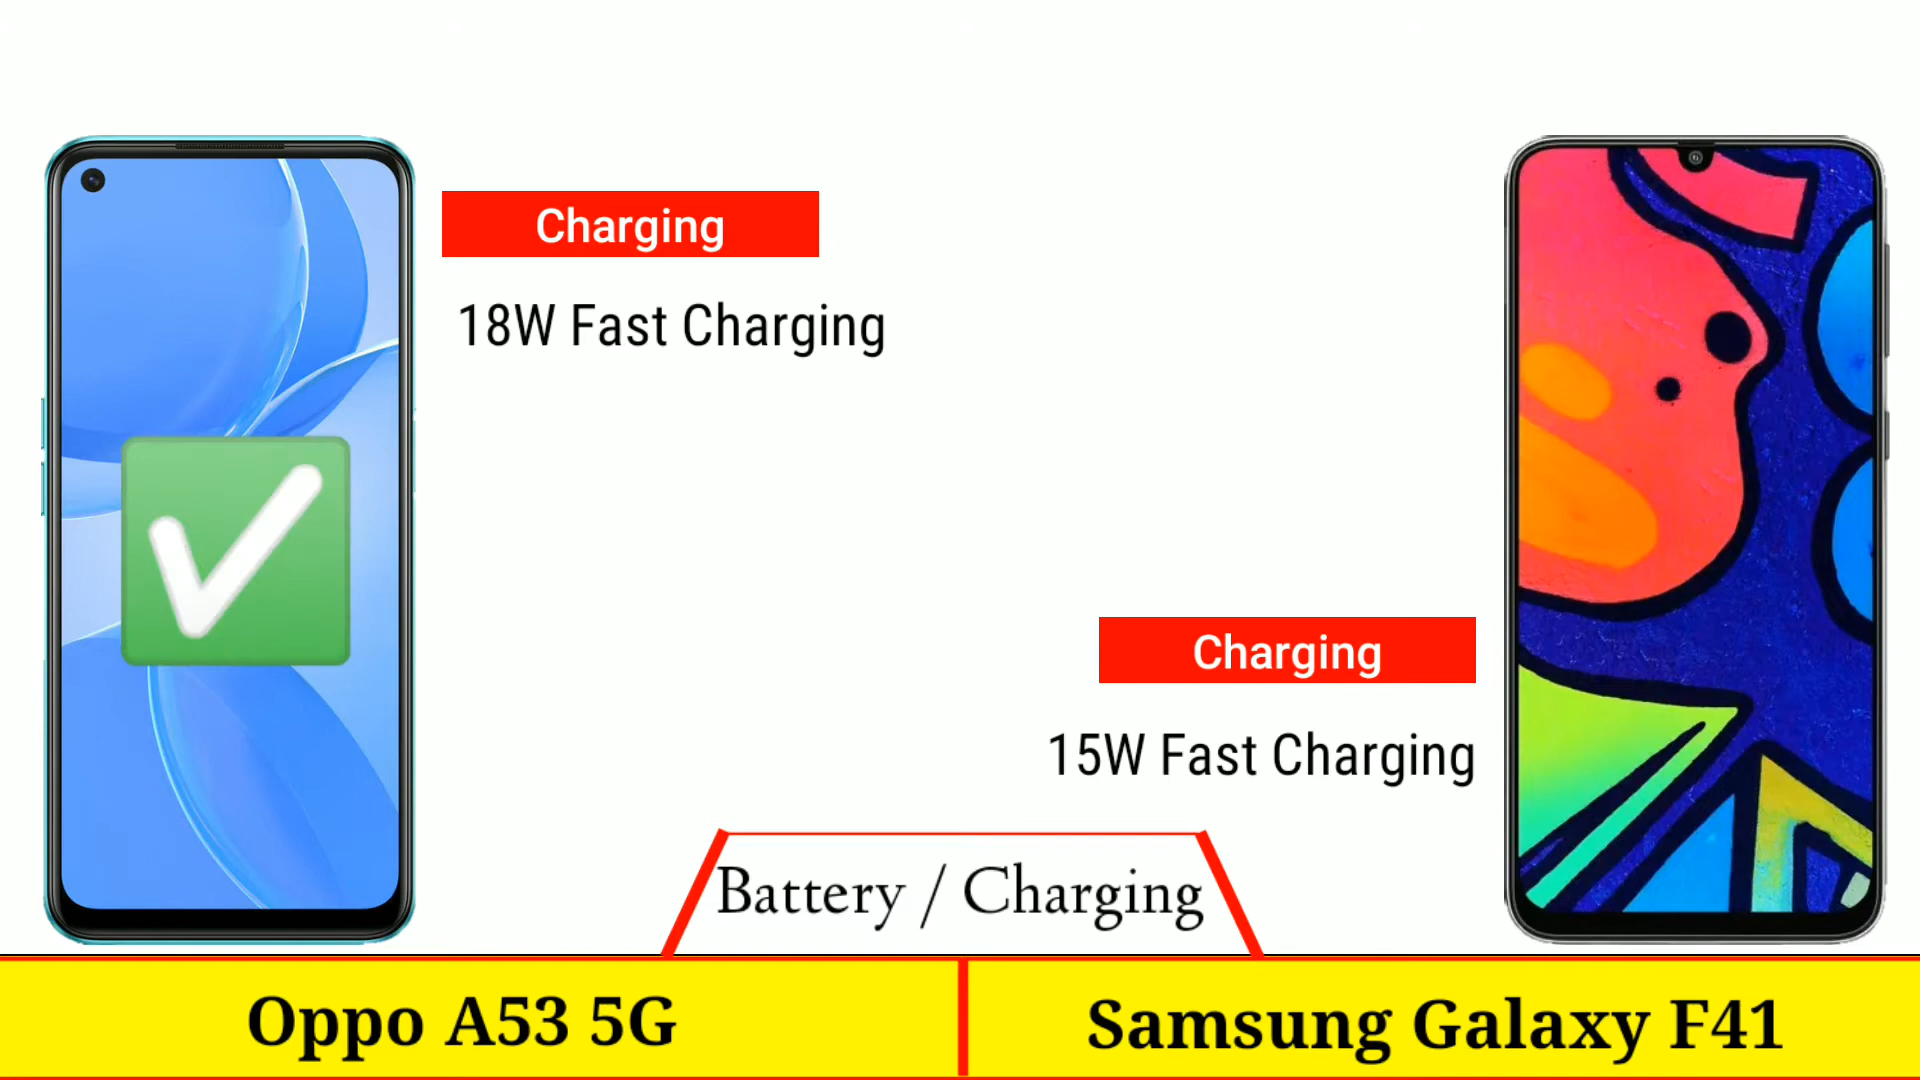 Charging
18W Fast Charging
Charging
15W Fast Charging
Battery / Charging
Oppo A53 5G
Samsung Galaxy F41